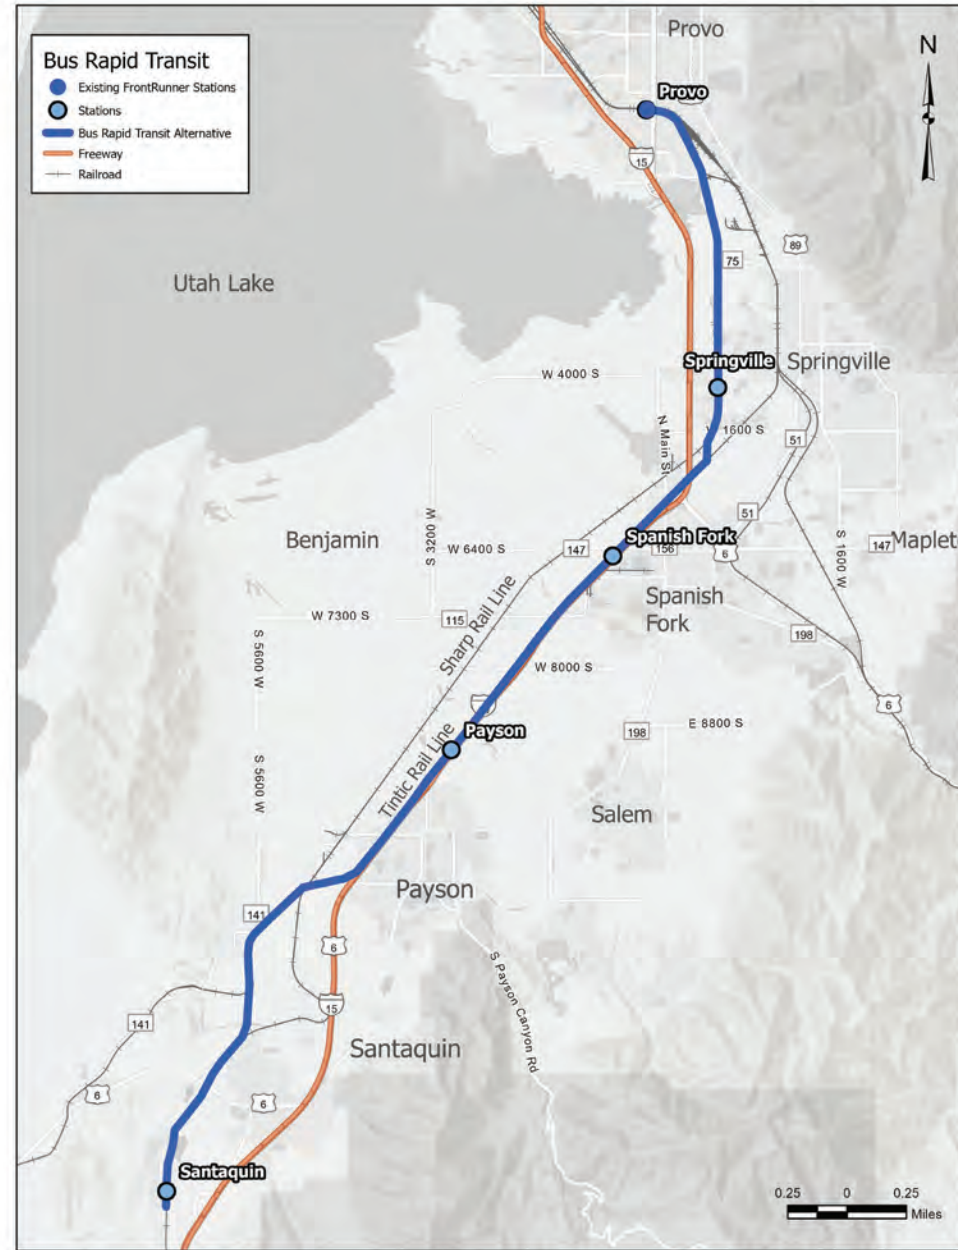 Bus Rapid Transit
Existing FrontRunner Stations
Stations
Bus Rapid Transit Alternative
Freeway
Railroad
Provo
N
Provo
15
89
75
Utah Lake
Springville
Springville
W 4000 S
N Main St
1600 S
51
51
Benjamin
S 3200 W
W 6400 S
147
Spanish Fork
156
6
S 1600 W
147
Maplet
Spanish
Fork
W 7300 S
115
Sharp Rail Line
198
S 5600 W
W 8000 S
6
E 8800 S
198
Payson
Tintic Rail Line
S 5600 W
Salem
Payson
141
6
S Payson Canyon Rd
15
141
Santaquin
6
6
Santaquin
0.25 0 0.25
Miles